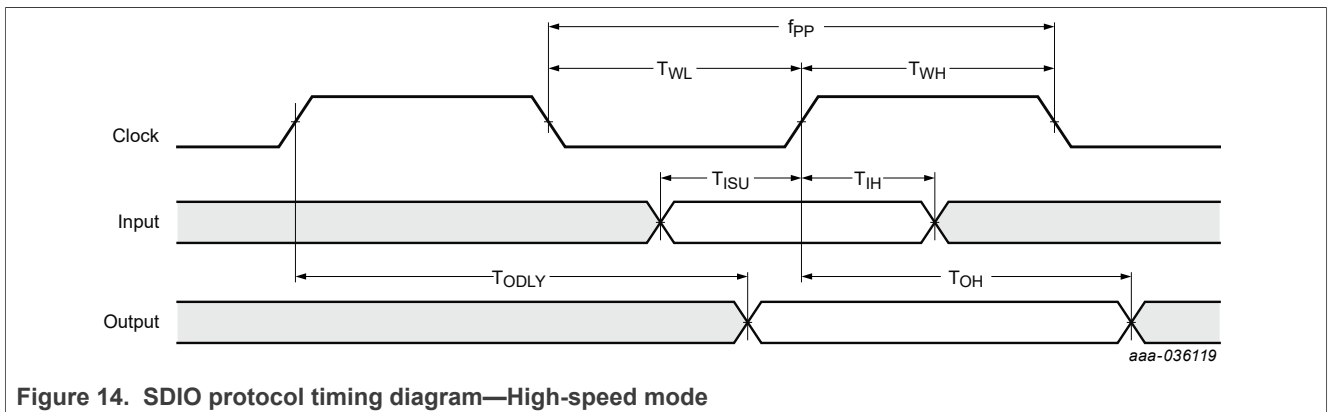 fPP
TWL
TWH
Clock
TISU
TIH
Input
TODLY
TOH
Output
aaa-036119
Figure 14. SDIO protocol timing diagram—High-speed mode